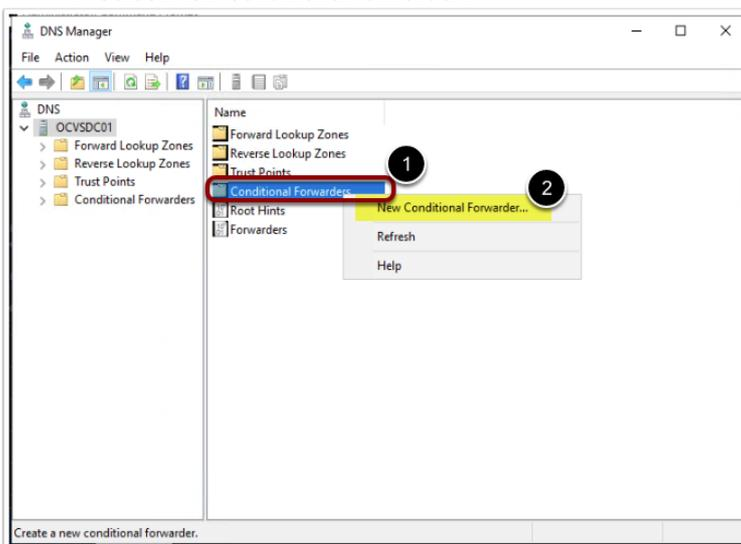 DNS Manager
File Action View Help
DNS
OCVSDC01
Forward Lookup Zones
Reverse Lookup Zones
Trust Points
Conditional Forwarders
Name
Forward Lookup Zones
Reverse Lookup Zones
Trust Points
Conditional Forwarders
Root Hints
Forwarders
1
2
New Conditional Forwarder...
Refresh
Help
Create a new conditional forwarder.